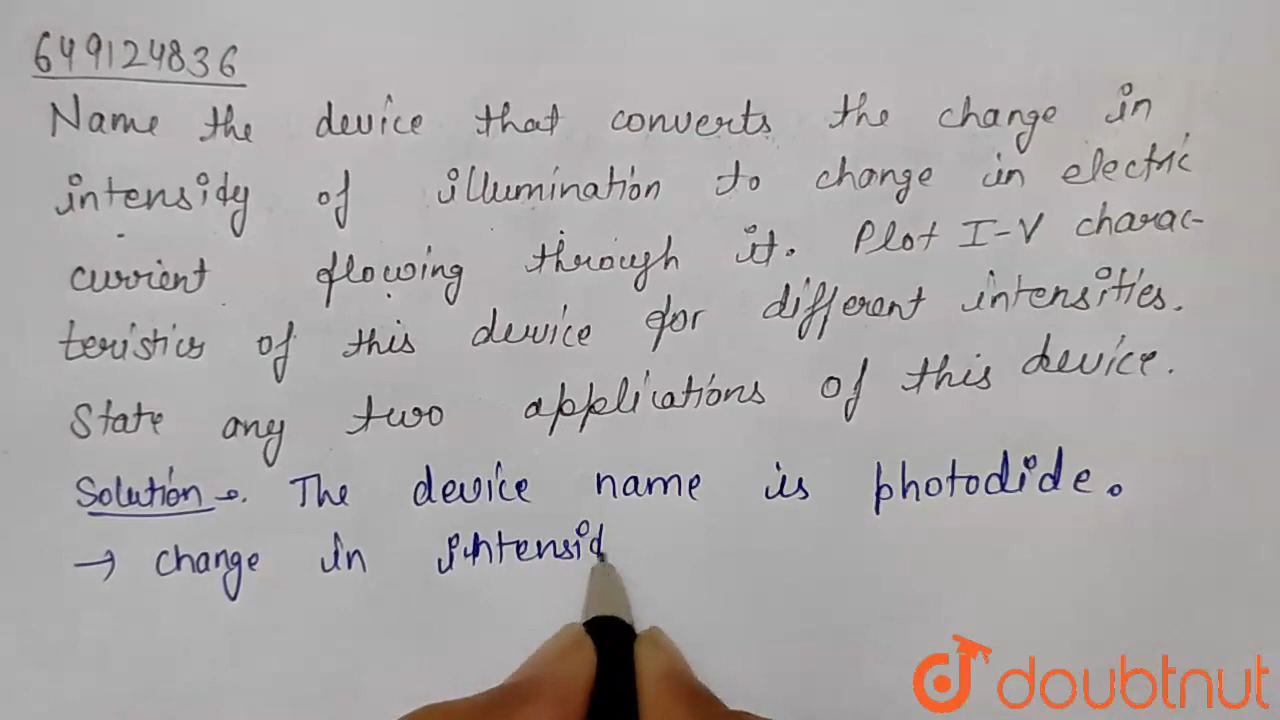 649124836
Name the device that converts the change in
intensidy of illumination to change in electric
current flowing through it. Plot I-V charac-
teristics of this device for different intensities.
State any two applications of this device.
Solution →. The device name is photodide.
→ change in intensid
doubtnut